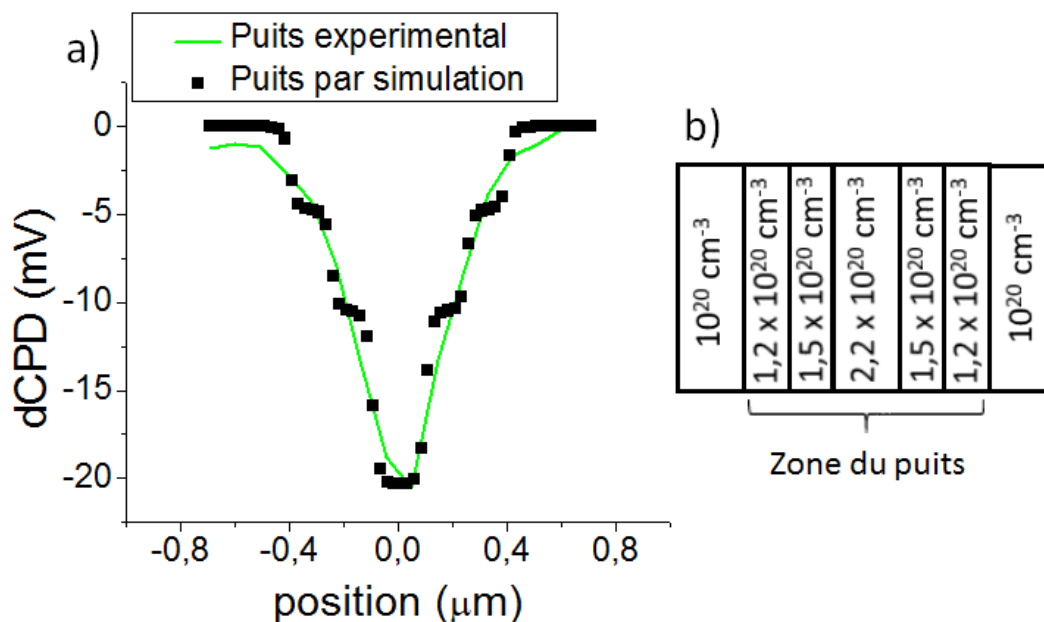 a)
Puits experimental
Puits par simulation
0
-5
-10
-15
-20
dCPD (mV)
-0,8
-0,4
0,0
0,4
0,8
position (μm)
b)
10²⁰ cm⁻³
1,2 x 10²⁰ cm⁻³
1,5 x 10²⁰ cm⁻³
2,2 x 10²⁰ cm⁻³
1,5 x 10²⁰ cm⁻³
1,2 x 10²⁰ cm⁻³
10²⁰ cm⁻³
Zone du puits